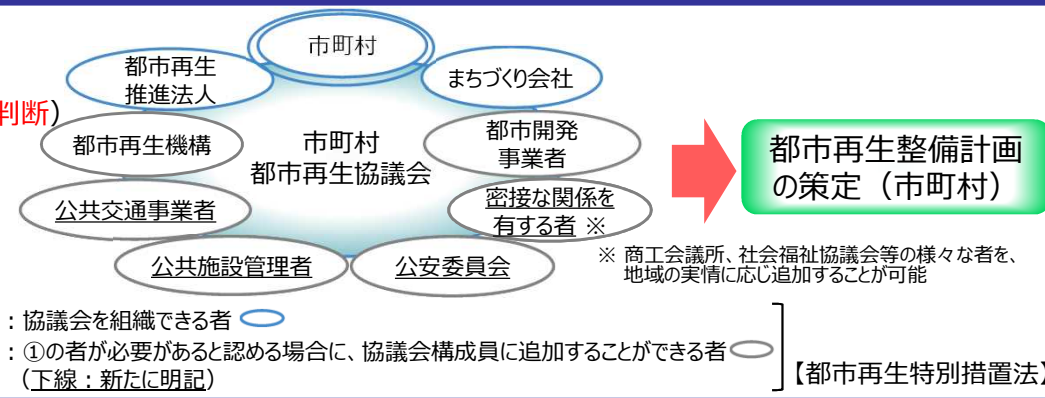 市町村
都市再生
推進法人
まちづくり会社
判断）
都市再生機構
市町村
都市再生協議会
都市開発
事業者
都市再生整備計画
の策定（市町村）
公共交通事業者
密接な関係を
有する者 ※
公共施設管理者
公安委員会
※ 商工会議所、社会福祉協議会等の様々な者を、
地域の実情に応じ追加することが可能
：協議会を組織できる者
：①の者が必要があると認める場合に、協議会構成員に追加することができる者
（下線：新たに明記）
【都市再生特別措置法】